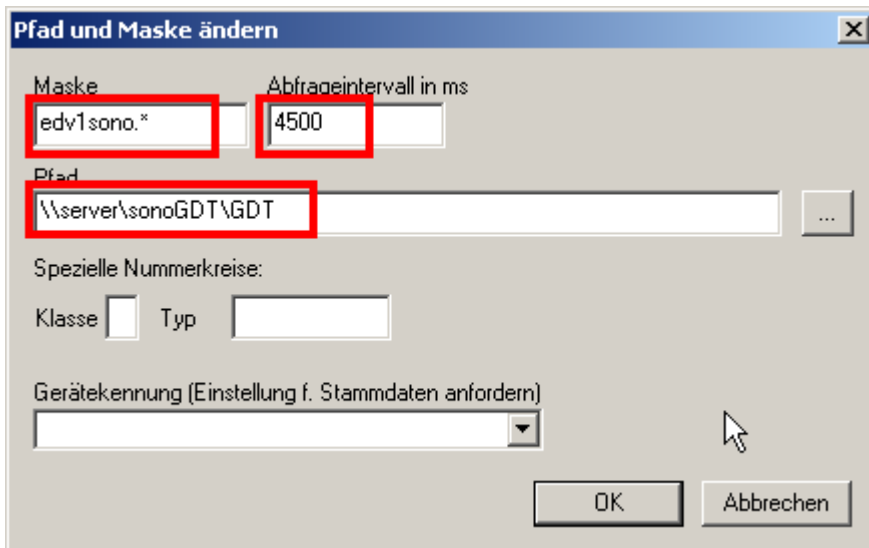 Pfad und Maske ändern
Maske Abfrageintervall in ms
edv1sono.* 4500
Pfad
\\server\sonoGDT\GDT ...
Spezielle Nummerkreise:
Klasse Typ
Gerätekennung (Einstellung f. Stammdaten anfordern)
OK Abbrechen